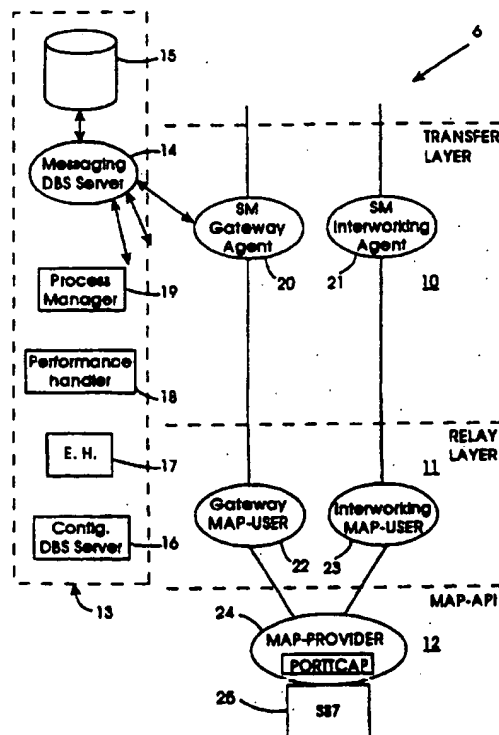 15
6
14
Messaging
DBS Server
TRANSFER
LAYER
SM
Gateway
Agent
20
SM
Interworking
Agent
21
10
Process
Manager
19
Performance
handler
18
E. H.
17
Config.
DBS Server
16
13
RELAY
LAYER
11
Gateway
MAP-USER
22
Interworking
MAP-USER
23
MAP-API
24
MAP-PROVIDER
PORTTCAP
12
25
SS7